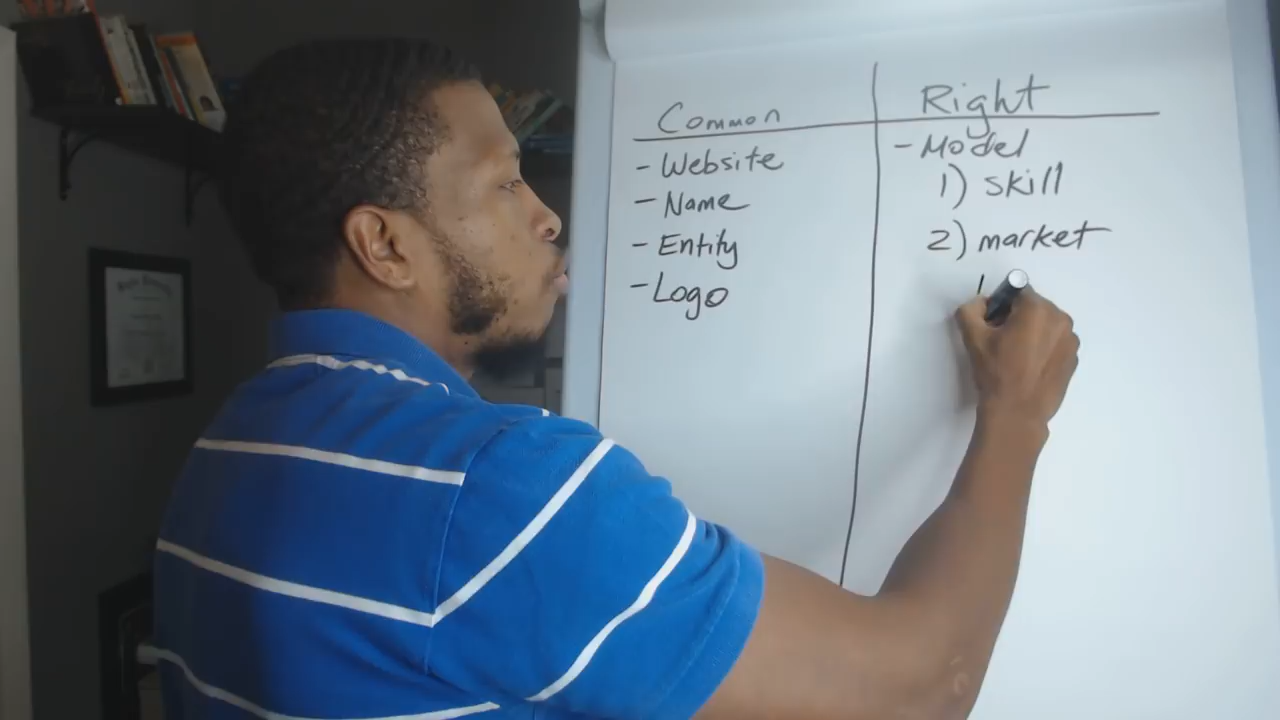 Common
- Website
- Name
- Entity
- Logo
Right
- Model
1) skill
2) market